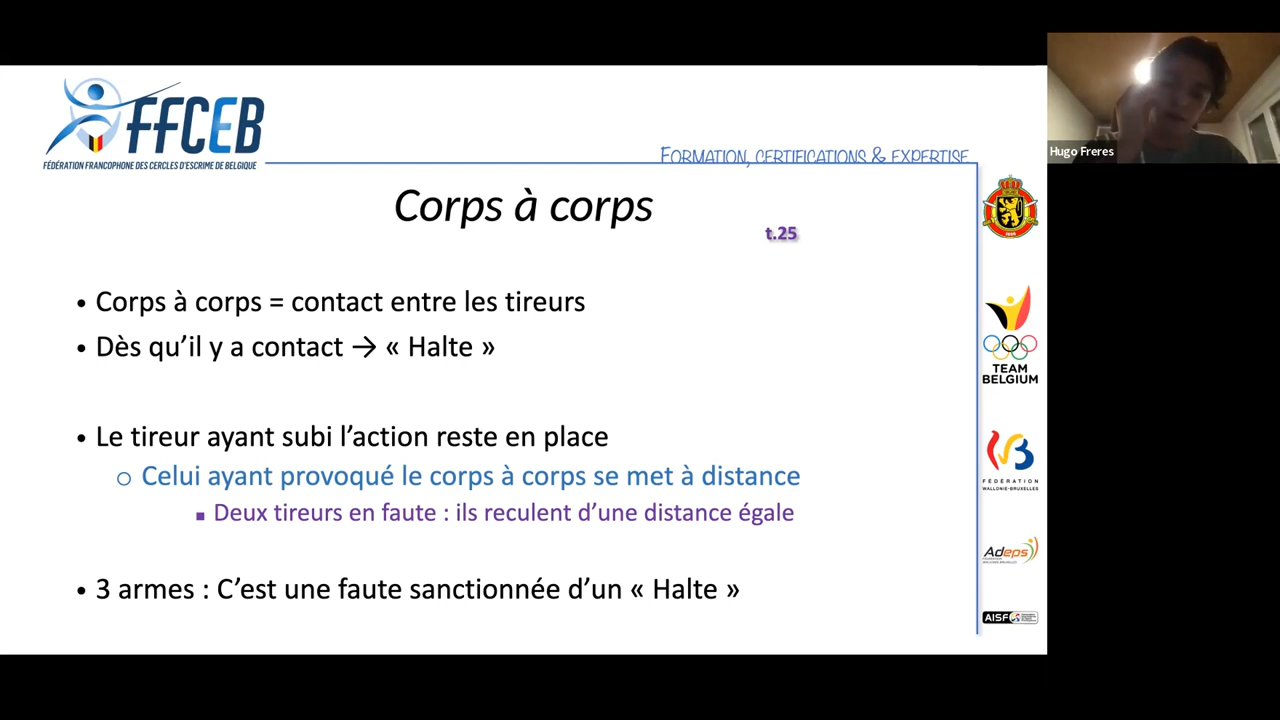 FFCEB
FÉDÉRATION FRANCOPHONE DES CERCLES D'ESCRIME DE BELGIQUE
FORMATION, CERTIFICATIONS & EXPERTISE
Hugo Freres
Corps à corps
t.25
• Corps à corps = contact entre les tireurs
• Dès qu’il y a contact → « Halte »
• Le tireur ayant subi l’action reste en place
o Celui ayant provoqué le corps à corps se met à distance
▪ Deux tireurs en faute : ils reculent d’une distance égale
• 3 armes : C’est une faute sanctionnée d’un « Halte »
TEAM
BELGIUM
FÉDÉRATION
WALLONIE-BRUXELLES
Adeps
AISF